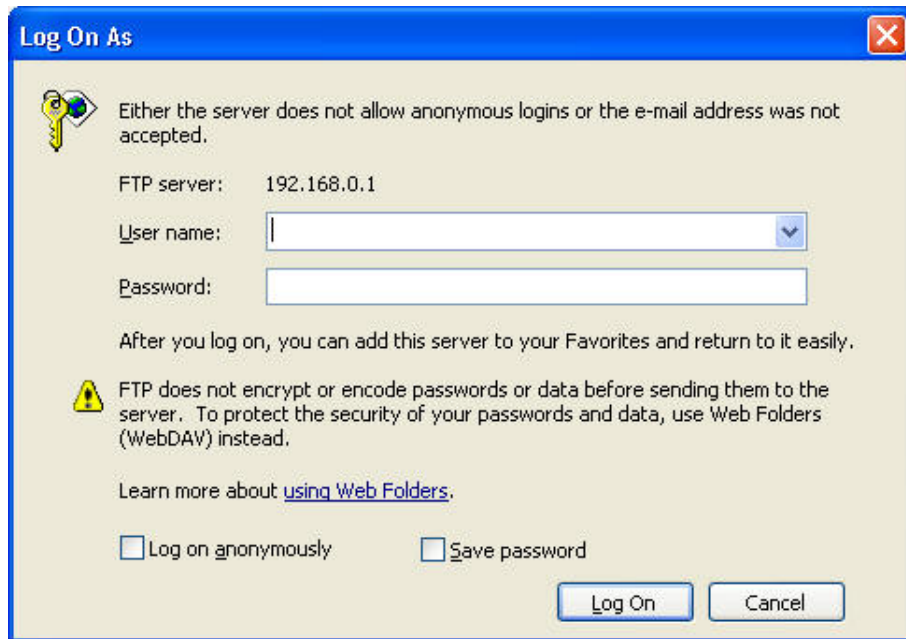 Log On As
Either the server does not allow anonymous logins or the e-mail address was not
accepted.
FTP server: 192.168.0.1
User name:
Password:
After you log on, you can add this server to your Favorites and return to it easily.
FTP does not encrypt or encode passwords or data before sending them to the
server. To protect the security of your passwords and data, use Web Folders
(WebDAV) instead.
Learn more about using Web Folders.
Log on anonymously Save password
Log On Cancel